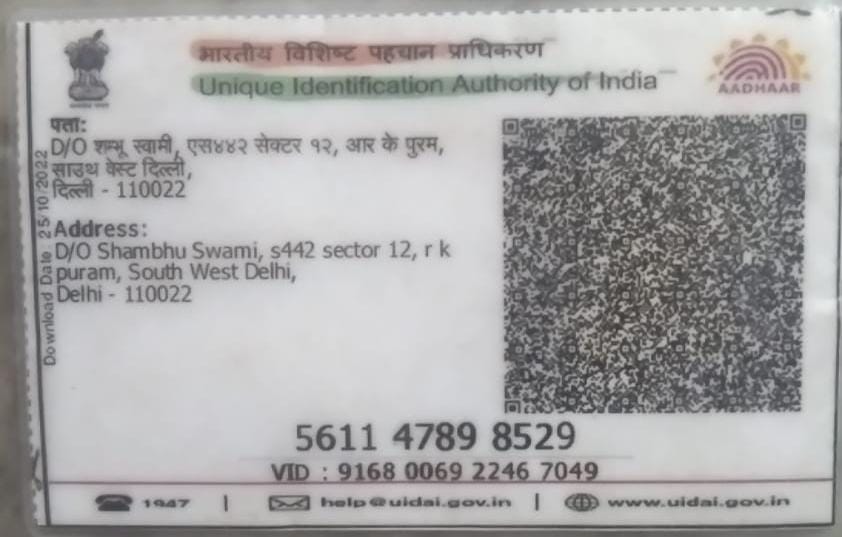 भारतीय विशिष्ट पहचान प्राधिकरण
Unique Identification Authority of India
AADHAAR
पता:
D/O शम्भू स्वामी, एस४४२ सेक्टर १२, आर के पुरम,
साउथ वेस्ट दिल्ली,
दिल्ली - 110022
Address:
D/O Shambhu Swami, s442 sector 12, r k
puram, South West Delhi,
Delhi - 110022
Download Date: 25/10/2022
5611 4789 8529
VID : 9168 0069 2246 7049
1947 | help@uidai.gov.in | www.uidai.gov.in